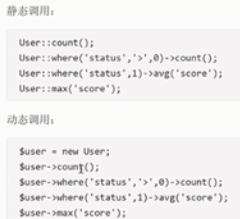 静态调用：
User::count();
User::where('status','>',0)->count();
User::where('status',1)->avg('score');
User::max('score');
动态调用：
$user = new User;
$user->count();
$user->where('status','>',0)->count();
$user->where('status',1)->avg('score');
$user->max('score');